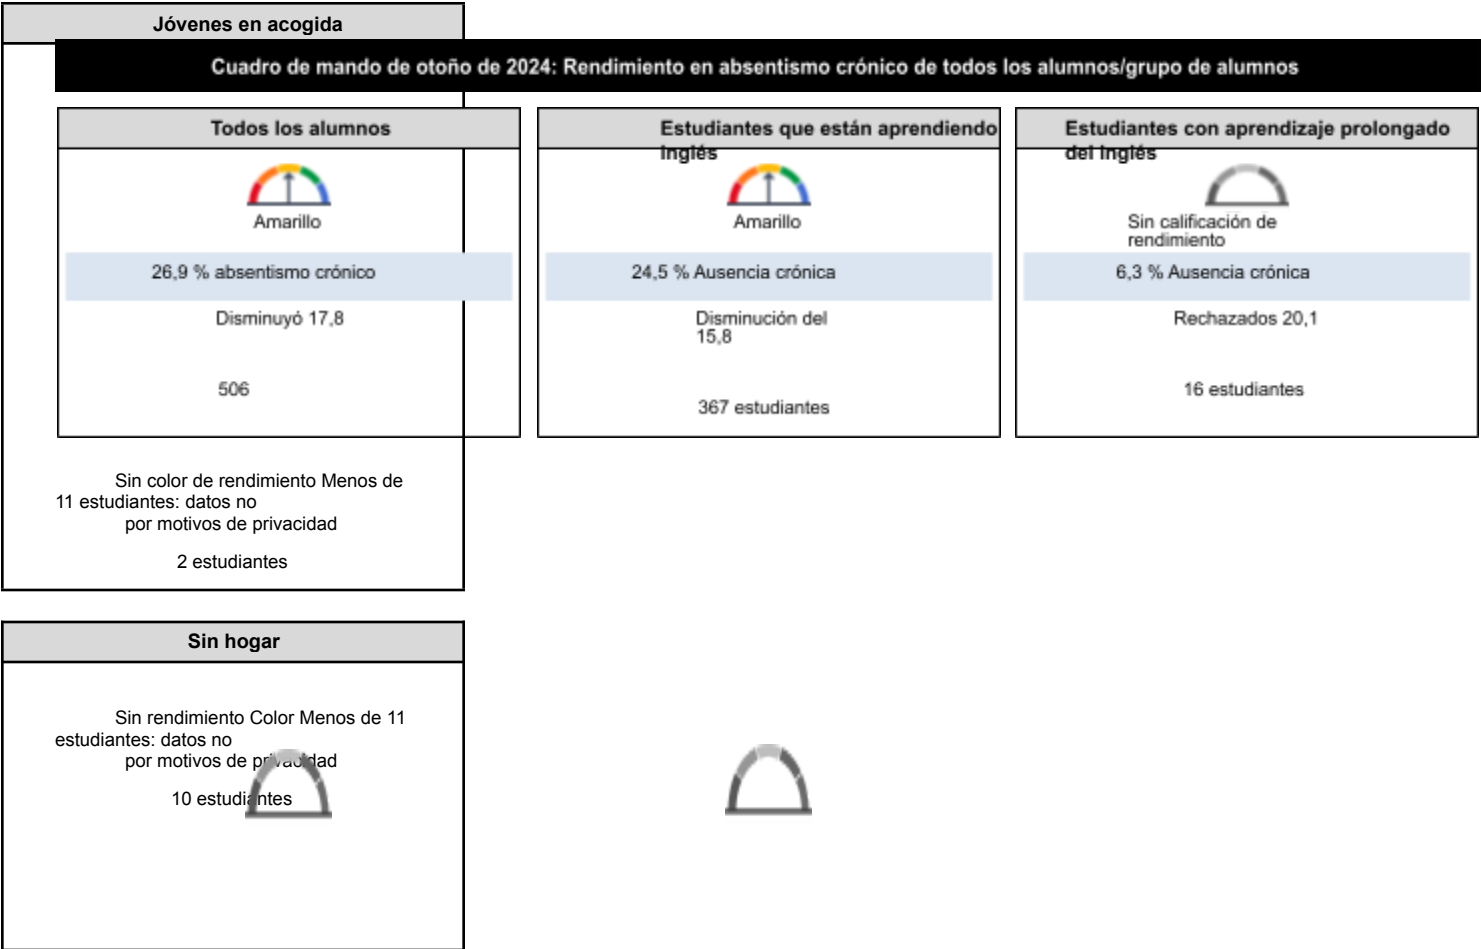 Jóvenes en acogida
Cuadro de mando de otoño de 2024: Rendimiento en absentismo crónico de todos los alumnos/grupo de alumnos
Todos los alumnos
Amarillo
26,9 % absentismo crónico
Disminuyó 17,8
506
Estudiantes que están aprendiendo
Inglés
Amarillo
24,5 % Ausencia crónica
Disminución del
15,8
367 estudiantes
Estudiantes con aprendizaje prolongado
del Inglés
Sin calificación de
rendimiento
6,3 % Ausencia crónica
Rechazados 20,1
16 estudiantes
Sin color de rendimiento Menos de
11 estudiantes: datos no
por motivos de privacidad
2 estudiantes
Sin hogar
Sin rendimiento Color Menos de 11
estudiantes: datos no
por motivos de privacidad
10 estudiantes